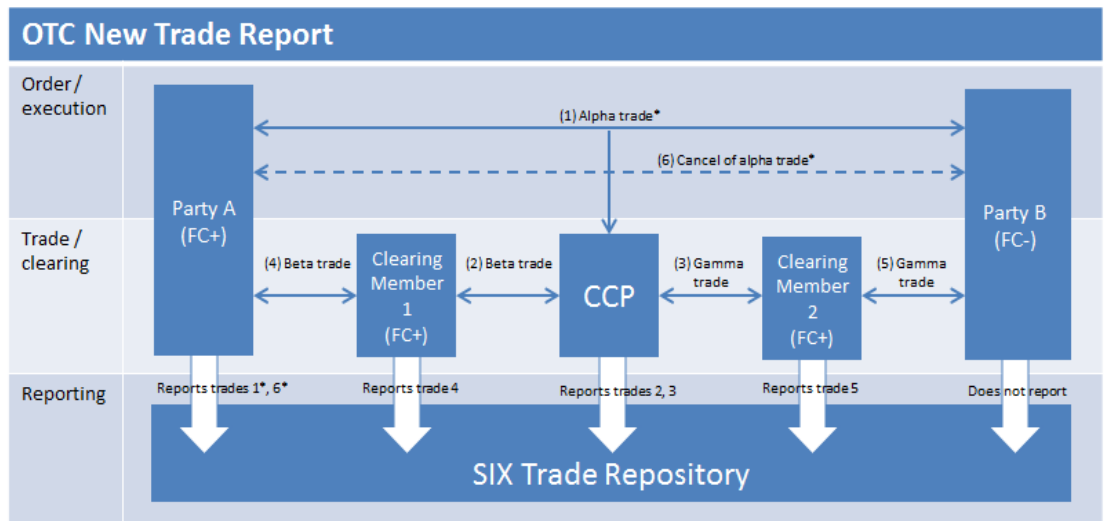 OTC New Trade Report
Order /
execution
(1) Alpha trade*
(6) Cancel of alpha trade*
Party A
(FC+)
Party B
(FC-)
Trade /
clearing
(4) Beta trade
Clearing
Member
1
(FC+)
(2) Beta trade
CCP
(3) Gamma
trade
Clearing
Member
2
(FC+)
(5) Gamma
trade
Reporting
Reports trades 1*, 6*
Reports trade 4
Reports trades 2, 3
Reports trade 5
Does not report
SIX Trade Repository